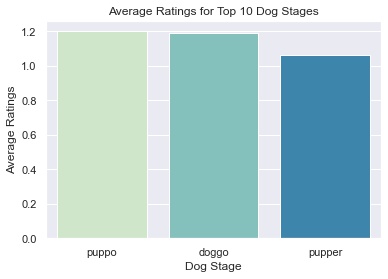 Average Ratings for Top 10 Dog Stages
Average Ratings
1.2
1.0
0.8
0.6
0.4
0.2
0.0
puppo doggo pupper
Dog Stage